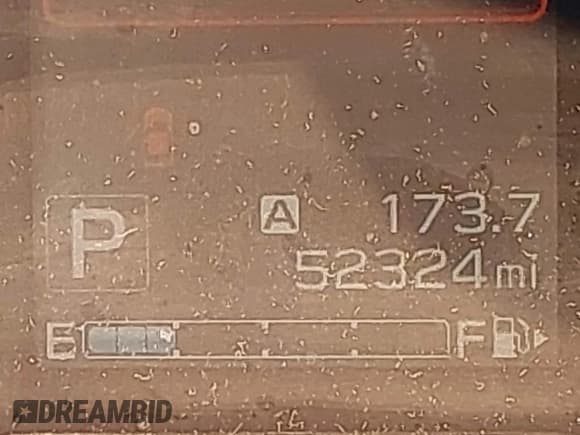 P A 173.7
52324mi
E F
DREAMBID